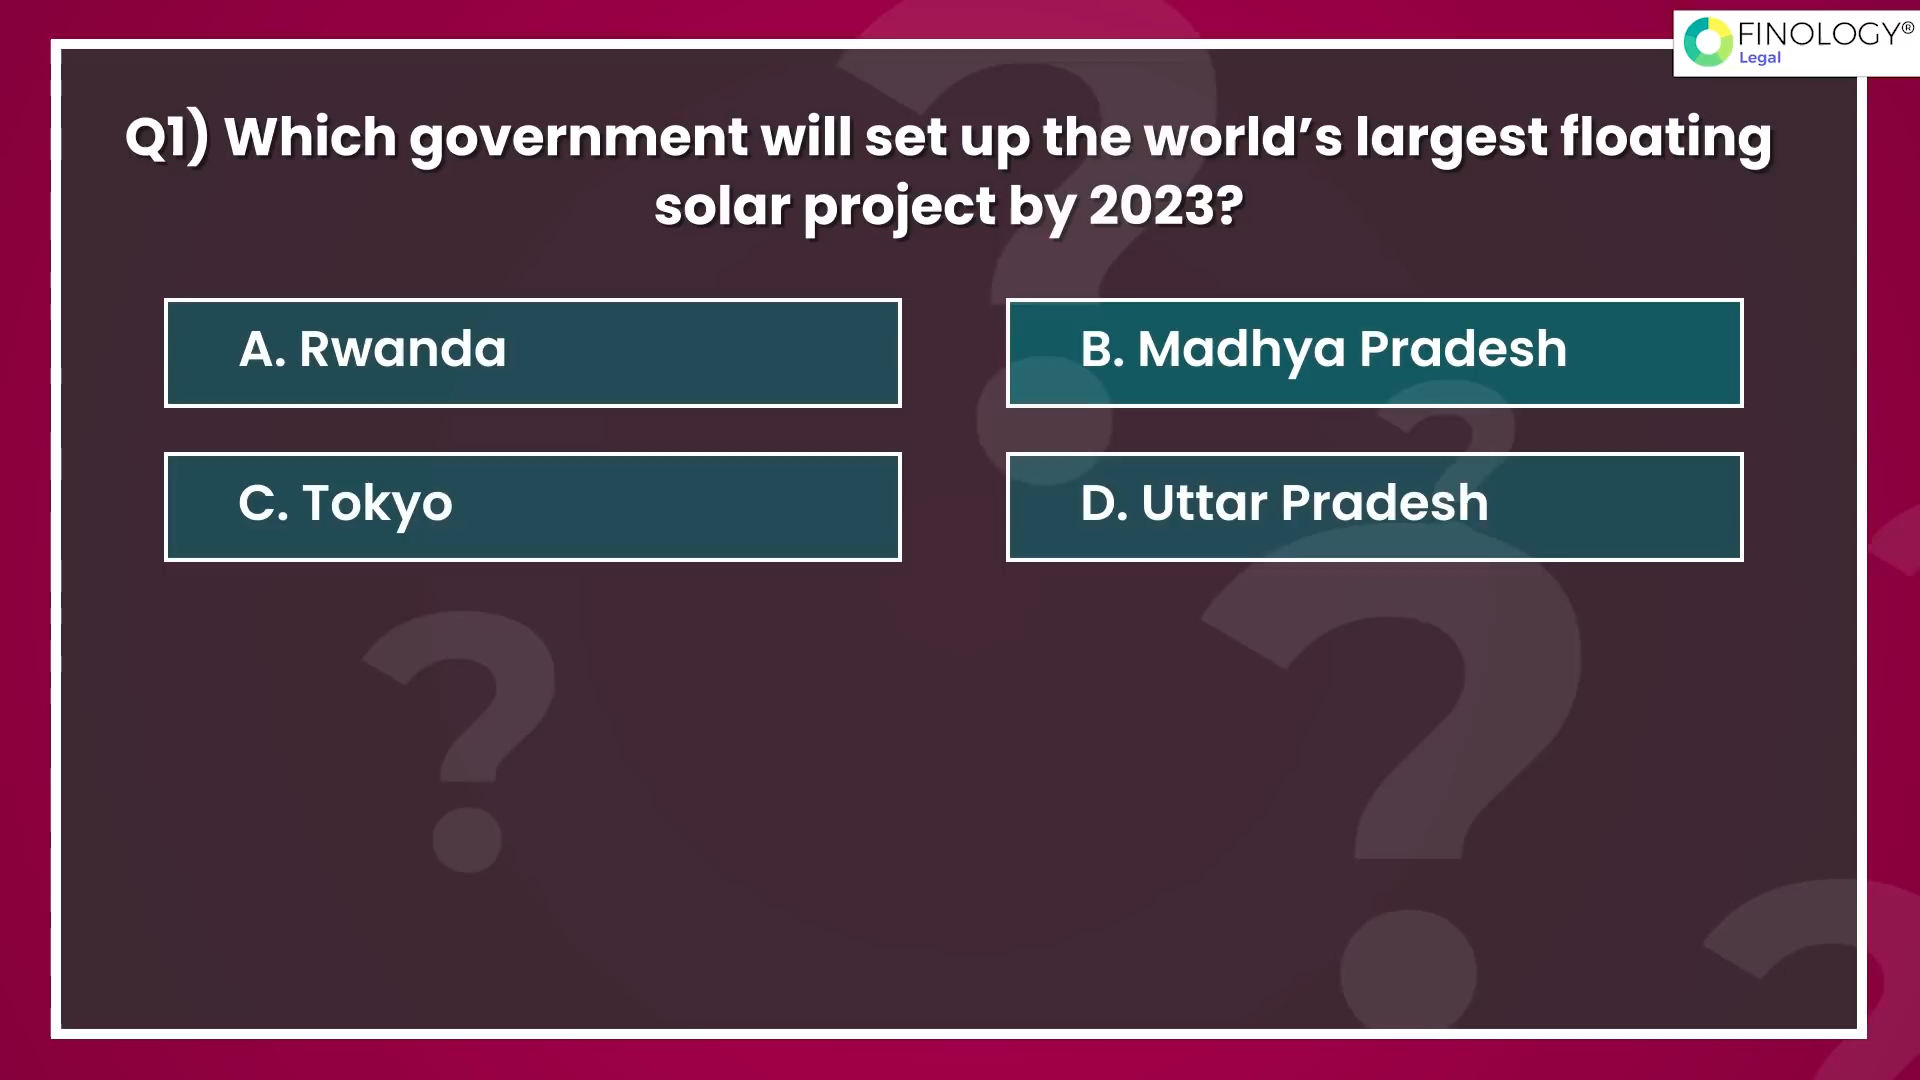 FINOLOGY®
Legal
Q1) Which government will set up the world’s largest floating
solar project by 2023?
A. Rwanda
B. Madhya Pradesh
C. Tokyo
D. Uttar Pradesh